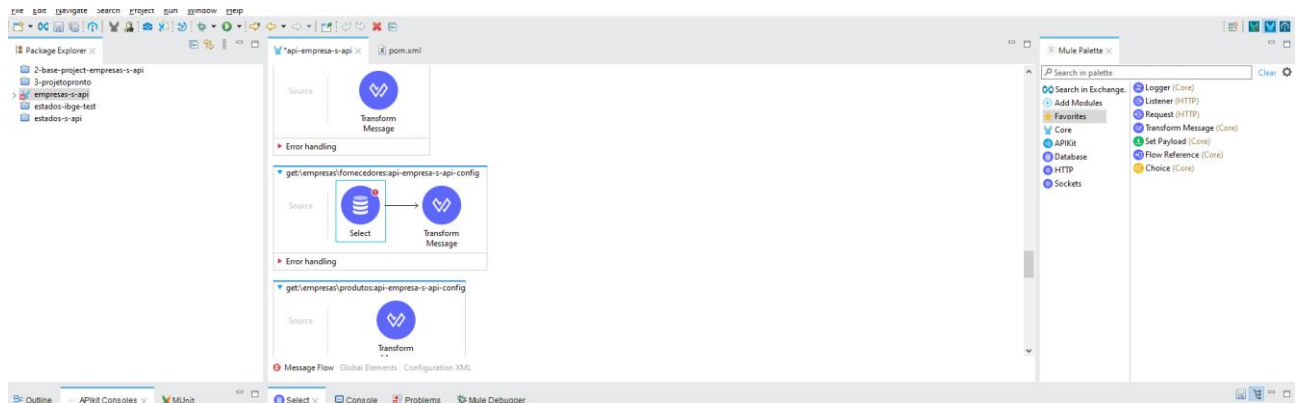 File Edit Navigate Search Project Run Window Help
Package Explorer
2-base-project-empresas-s-api
3-projetopronto
empresas-s-api
estados-ibge-test
estados-s-api
*api-empresa-s-api
pom.xml
Source
Transform
Message
Error handling
get:\empresas\fornecedores:api-empresa-s-api-config
Source
Select
Transform
Message
Error handling
get:\empresas\produtos:api-empresa-s-api-config
Source
Transform
Message Flow Global Elements Configuration XML
Mule Palette
Search in palette
Clear
Search in Exchange.
Add Modules
Favorites
Core
APIKit
Database
HTTP
Sockets
Logger (Core)
Listener (HTTP)
Request (HTTP)
Transform Message (Core)
Set Payload (Core)
Flow Reference (Core)
Choice (Core)
Outline
APIkit Consoles
MUnit
Select
Console
Problems
Mule Debugger